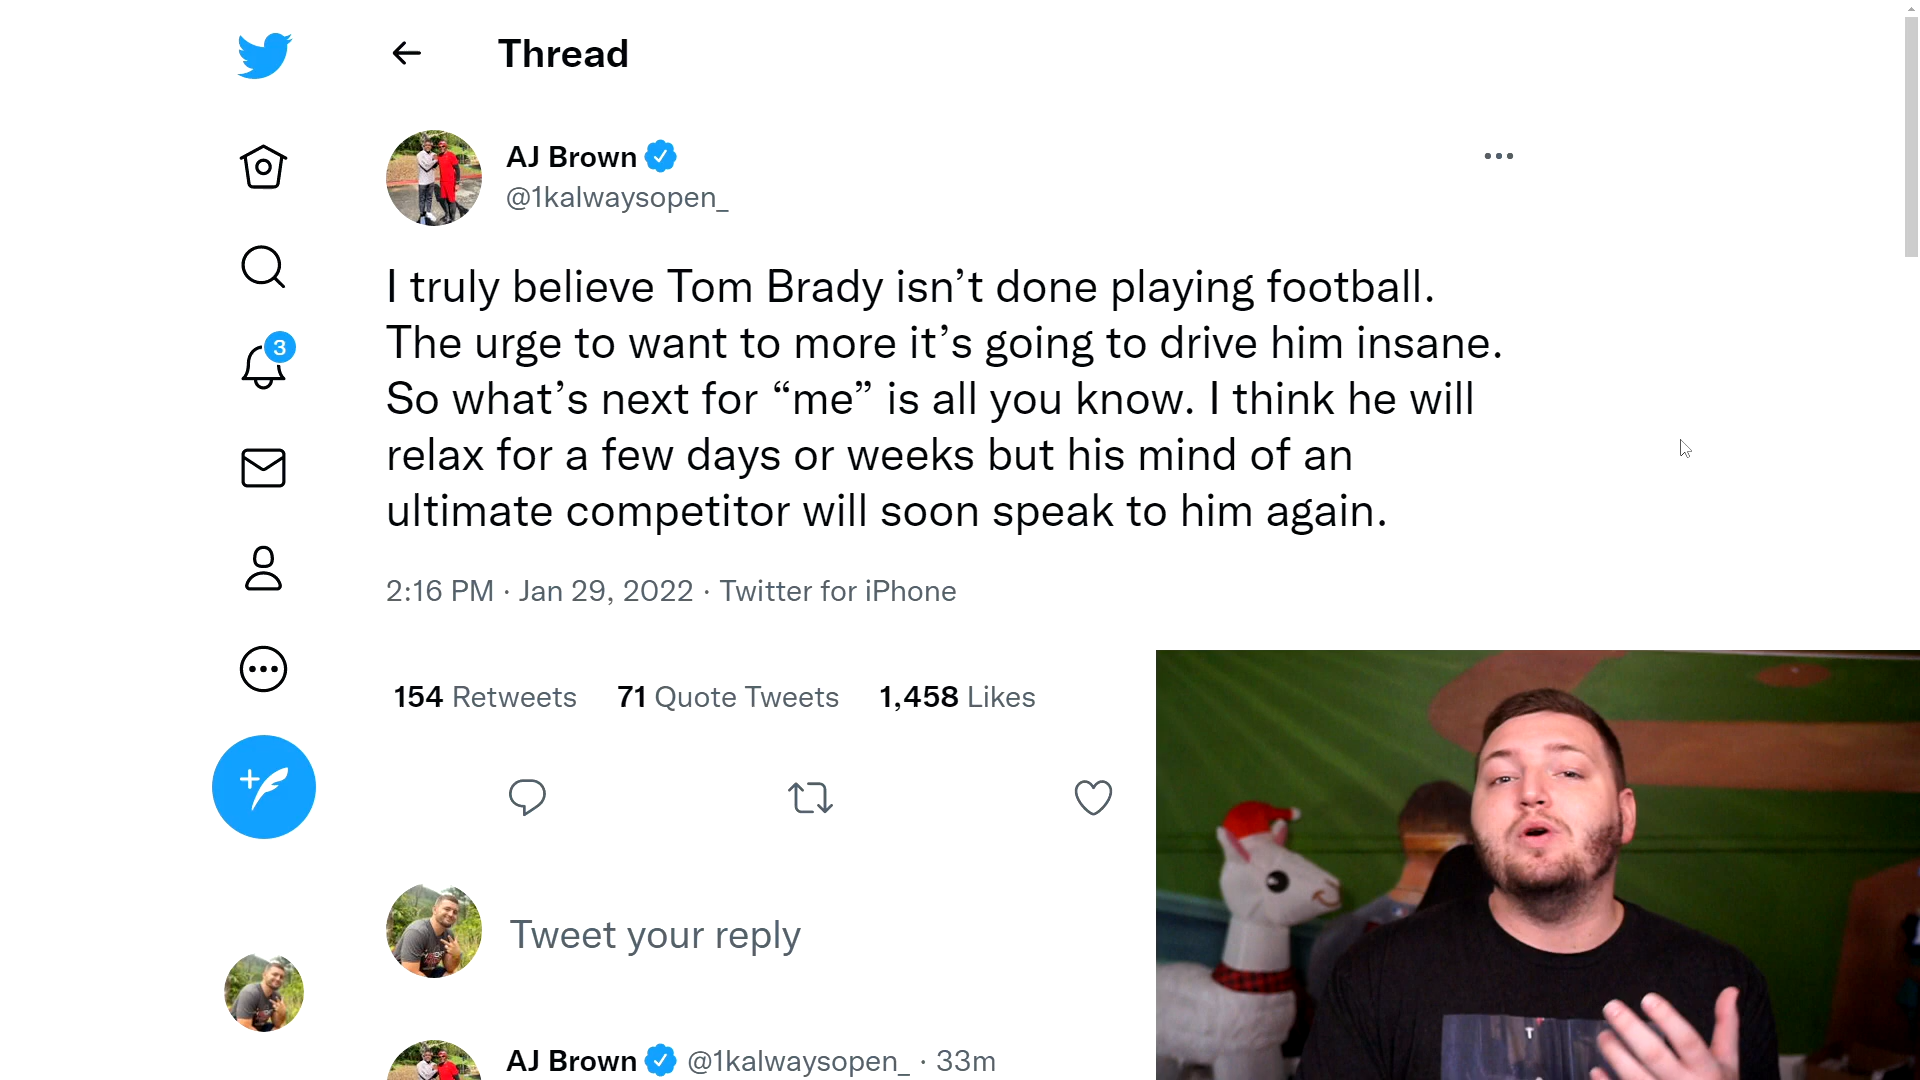 Thread
AJ Brown
@1kalwaysopen_
I truly believe Tom Brady isn’t done playing football.
The urge to want to more it’s going to drive him insane.
So what’s next for “me” is all you know. I think he will
relax for a few days or weeks but his mind of an
ultimate competitor will soon speak to him again.
2:16 PM · Jan 29, 2022 · Twitter for iPhone
3
154 Retweets 71 Quote Tweets 1,458 Likes
Tweet your reply
AJ Brown @1kalwaysopen_ · 33m